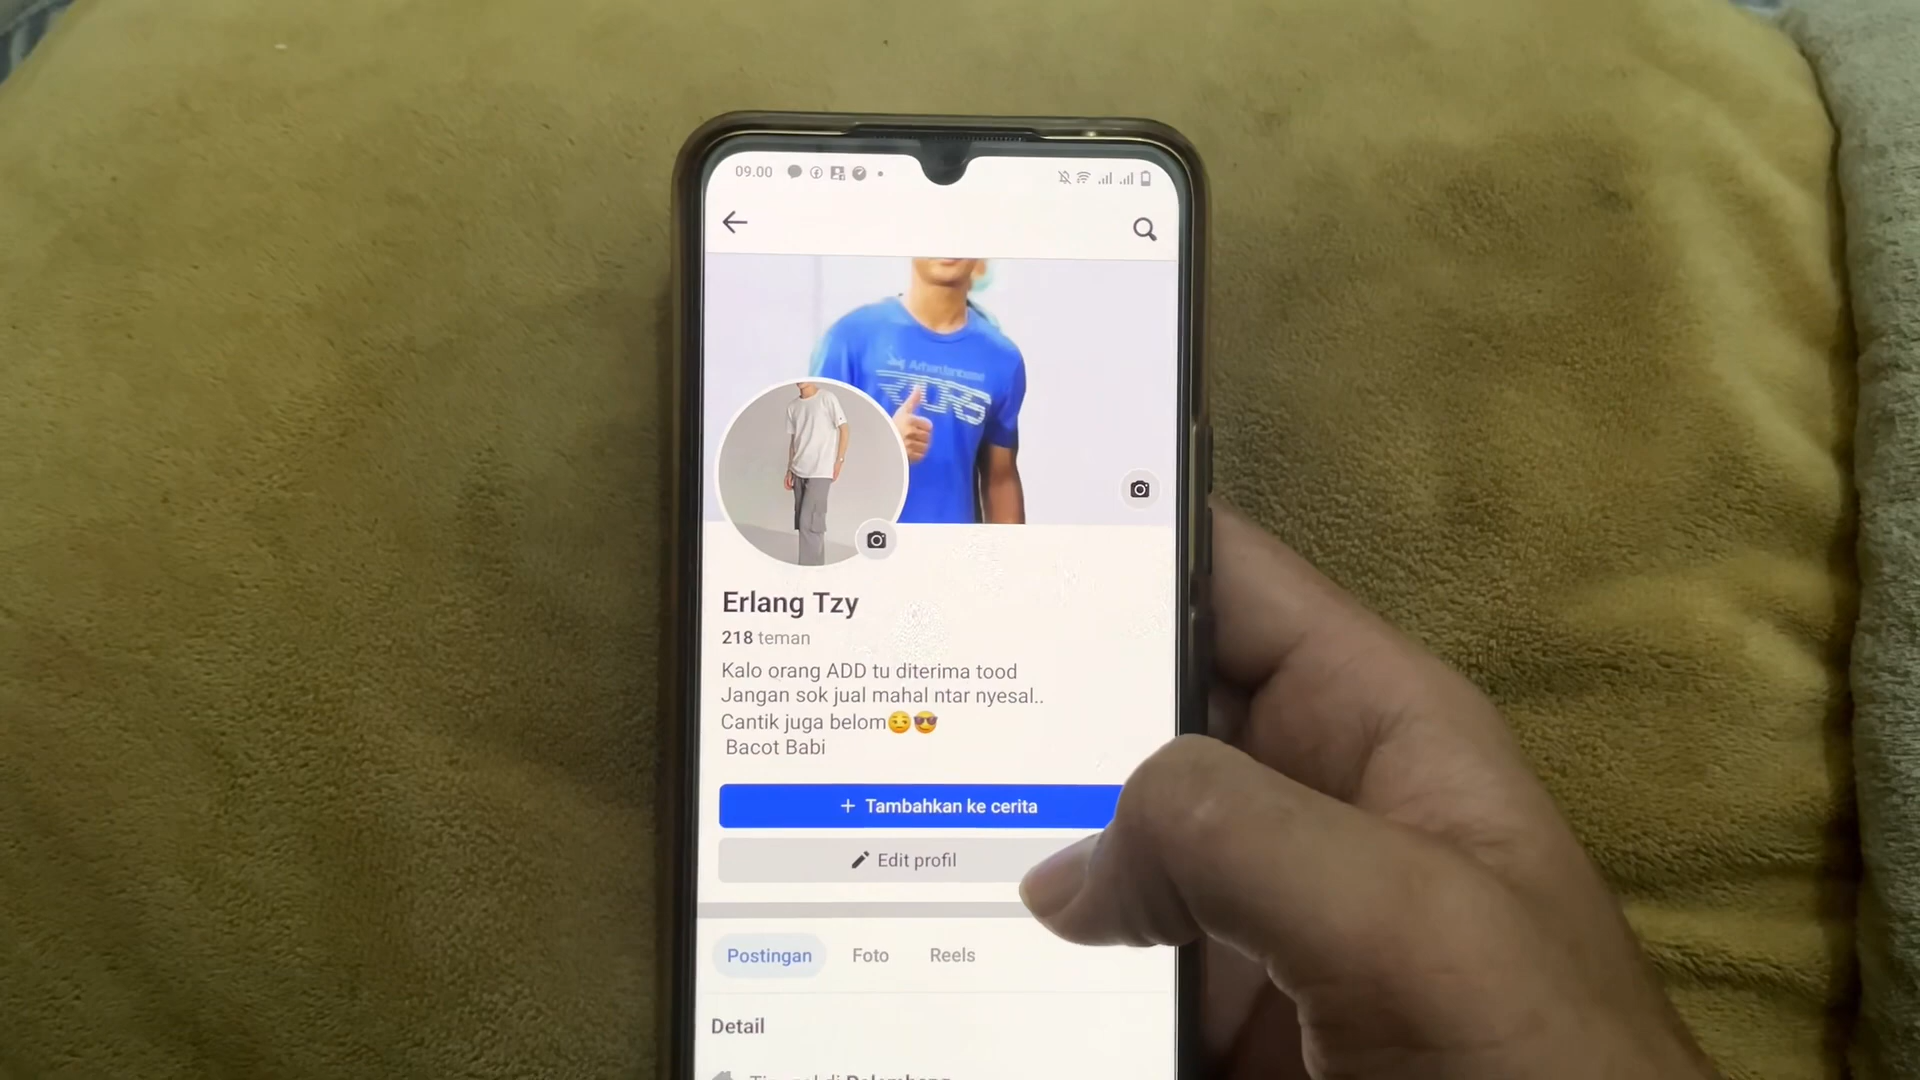 09.00
Erlang Tzy
218 teman
Kalo orang ADD tu diterima tood
Jangan sok jual mahal ntar nyesal..
Cantik juga belom😏😎
Bacot Babi
+ Tambahkan ke cerita
Edit profil
Postingan Foto Reels
Detail